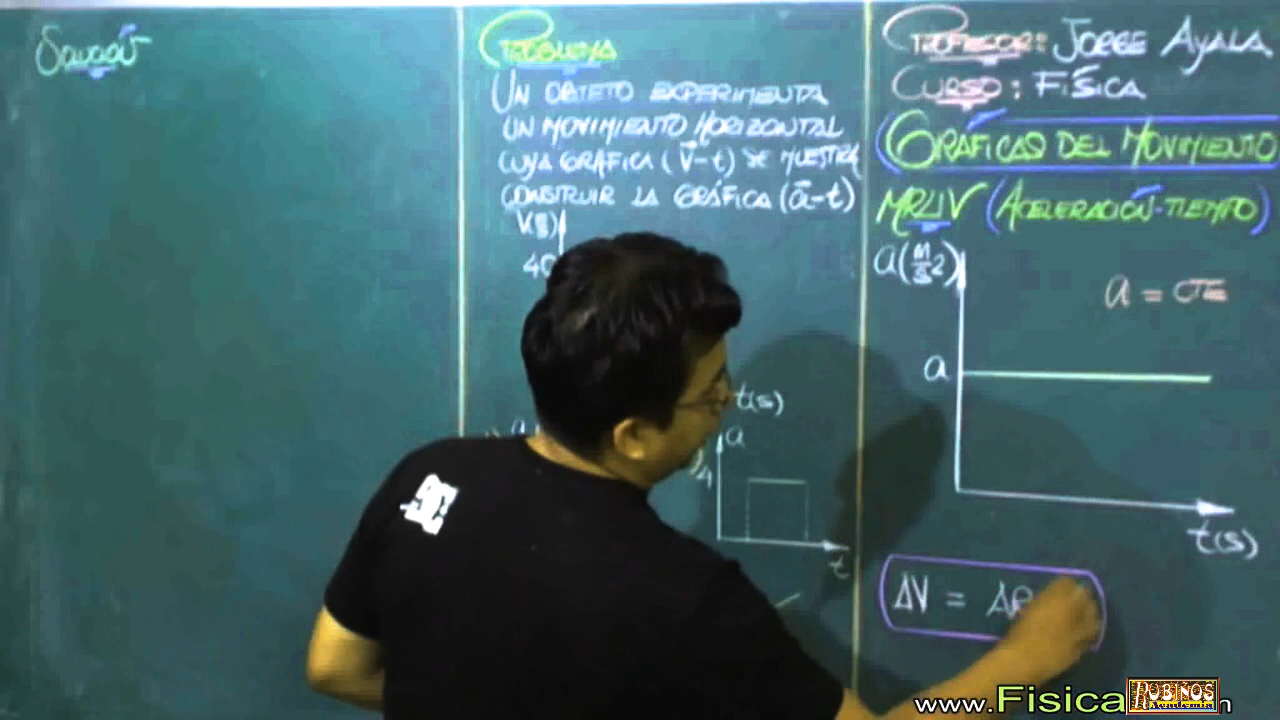 Solución
PROBLEMA
UN OBJETO EXPERIMENTA
UN MOVIMIENTO HORIZONTAL
CUYA GRÁFICA (V-t) SE MUESTRA
CONSTRUIR LA GRÁFICA (a-t)
40
t(s)
a
t
PROFESOR: JORGE AYALA
CURSO: FÍSICA
GRÁFICAS DEL MOVIMIENTO
MRUV (ACELERACIÓN-TIEMPO)
a(m/s2)
a = cte
a
t(s)
ΔV =
www.Fisica